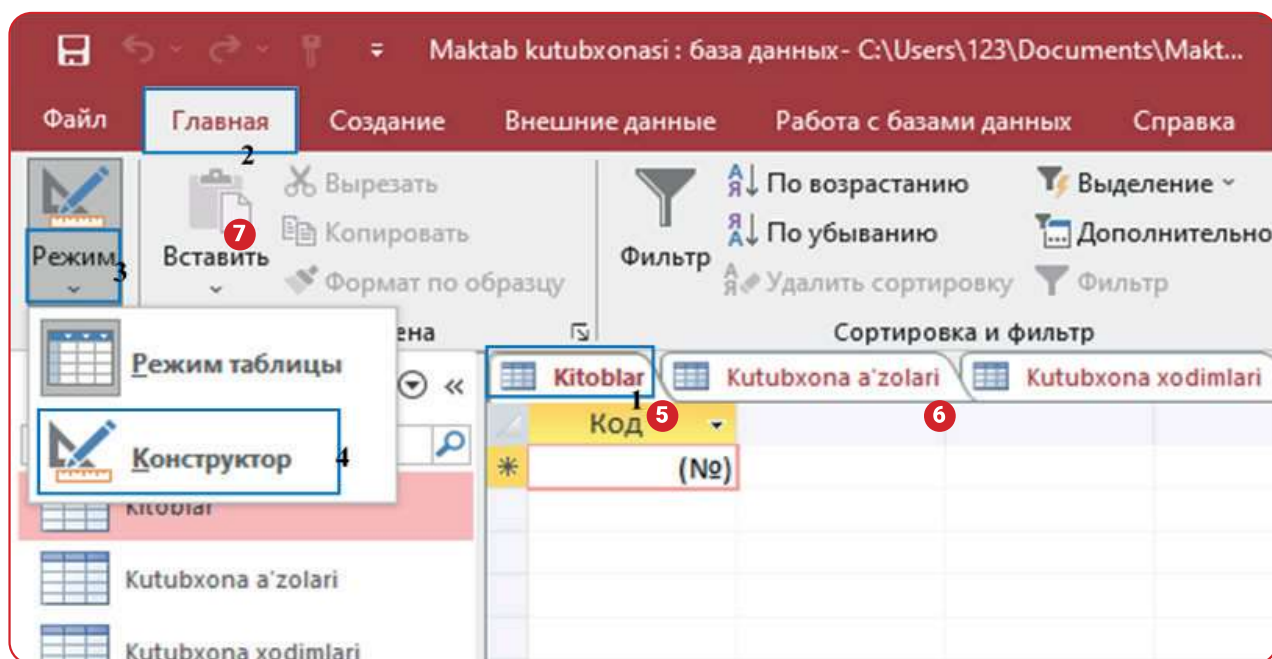 Maktab kutubxonasi : база данных- C:\Users\123\Documents\Makt...
Файл Главная Создание Внешние данные Работа с базами данных Справка
2
Вырезать По возрастанию Выделение
7 Копировать По убыванию Дополнительно
Режим 3 Вставить Формат по образцу Фильтр Удалить сортировку Фильтр
ена Сортировка и фильтр
Режим таблицы
Конструктор 4
Kitoblar 1 Kutubxona a'zolari Kutubxona xodimlari
Код 5 6
(№)
Kitoblar
Kutubxona a'zolari
Kutubxona xodimlari